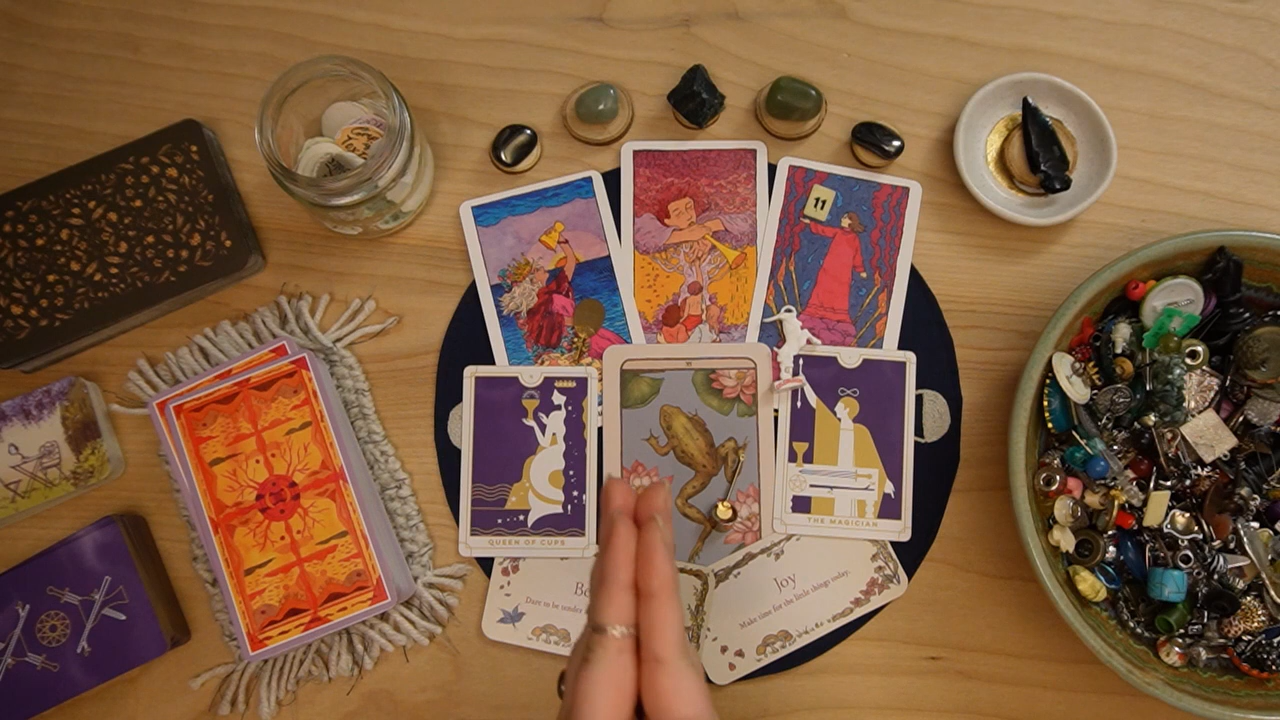 11
QUEEN OF CUPS
THE MAGICIAN
Joy
Make time for the little things today.
Dare to be